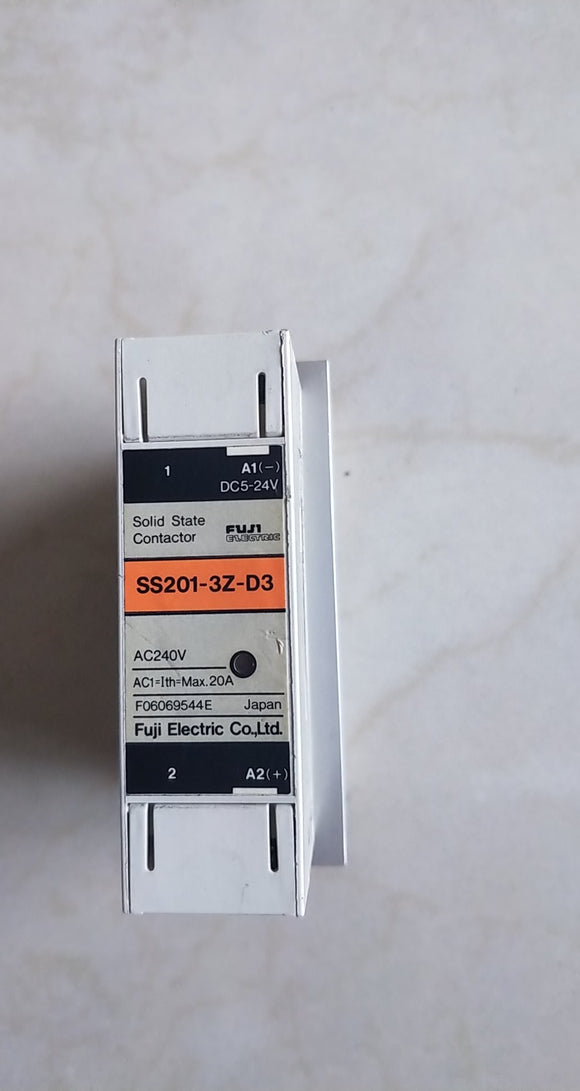 1 A1(−)
DC5-24V
Solid State
Contactor
FUJI
ELECTRIC
SS201-3Z-D3
AC240V
AC1=Ith=Max.20A
F06069544E Japan
Fuji Electric Co.,Ltd.
2 A2(+)